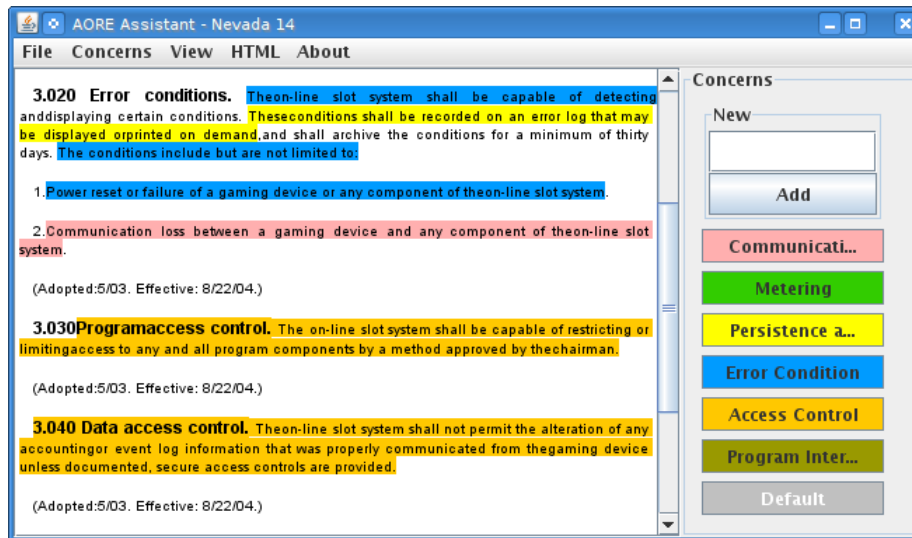 AORE Assistant - Nevada 14
File Concerns View HTML About
3.020 Error conditions. Theon-line slot system shall be capable of detecting
anddisplaying certain conditions. Theseconditions shall be recorded on an error log that may
be displayed orprinted on demand,and shall archive the conditions for a minimum of thirty
days. The conditions include but are not limited to:
1.Power reset or failure of a gaming device or any component of theon-line slot system.
2.Communication loss between a gaming device and any component of theon-line slot
system.
(Adopted:5/03. Effective: 8/22/04.)
3.030Programaccess control. The on-line slot system shall be capable of restricting or
limitingaccess to any and all program components by a method approved by thechairman.
(Adopted:5/03. Effective: 8/22/04.)
3.040 Data access control. Theon-line slot system shall not permit the alteration of any
accountingor event log information that was properly communicated from thegaming device
unless documented, secure access controls are provided.
(Adopted:5/03. Effective: 8/22/04.)
Concerns
New
Add
Communicati...
Metering
Persistence a...
Error Condition
Access Control
Program Inter...
Default